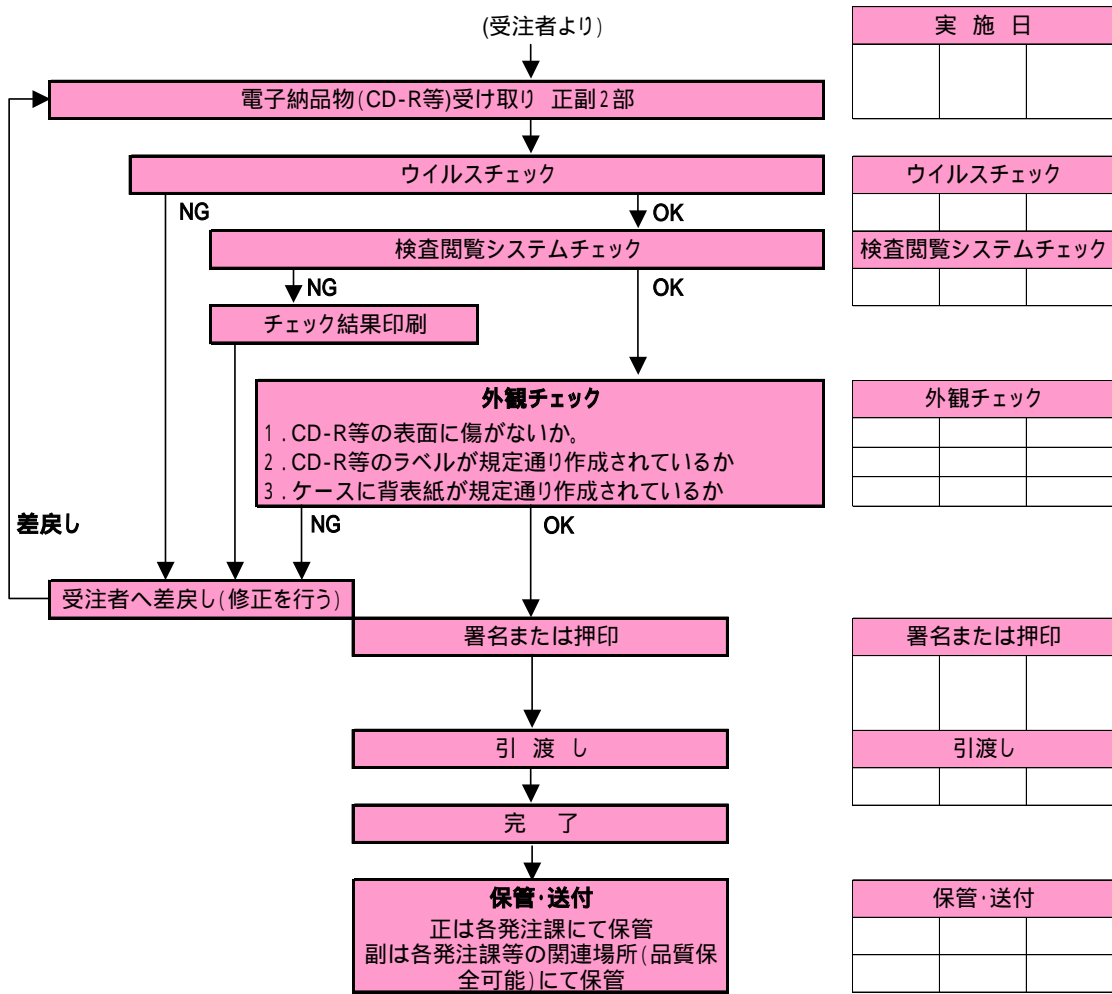 (受注者より)
実 施 日
電子納品物(CD-R等)受け取り 正副2部
ウイルスチェック
ウイルスチェック
NG
OK
検査閲覧システムチェック
検査閲覧システムチェック
NG
OK
チェック結果印刷
外観チェック
外観チェック
1.CD-R等の表面に傷がないか。
2.CD-R等のラベルが規定通り作成されているか
3.ケースに背表紙が規定通り作成されているか
差戻し
NG
OK
受注者へ差戻し(修正を行う)
署名または押印
署名または押印
引 渡 し
引渡し
完 了
保管・送付
保管・送付
正は各発注課にて保管
副は各発注課等の関連場所(品質保
全可能)にて保管